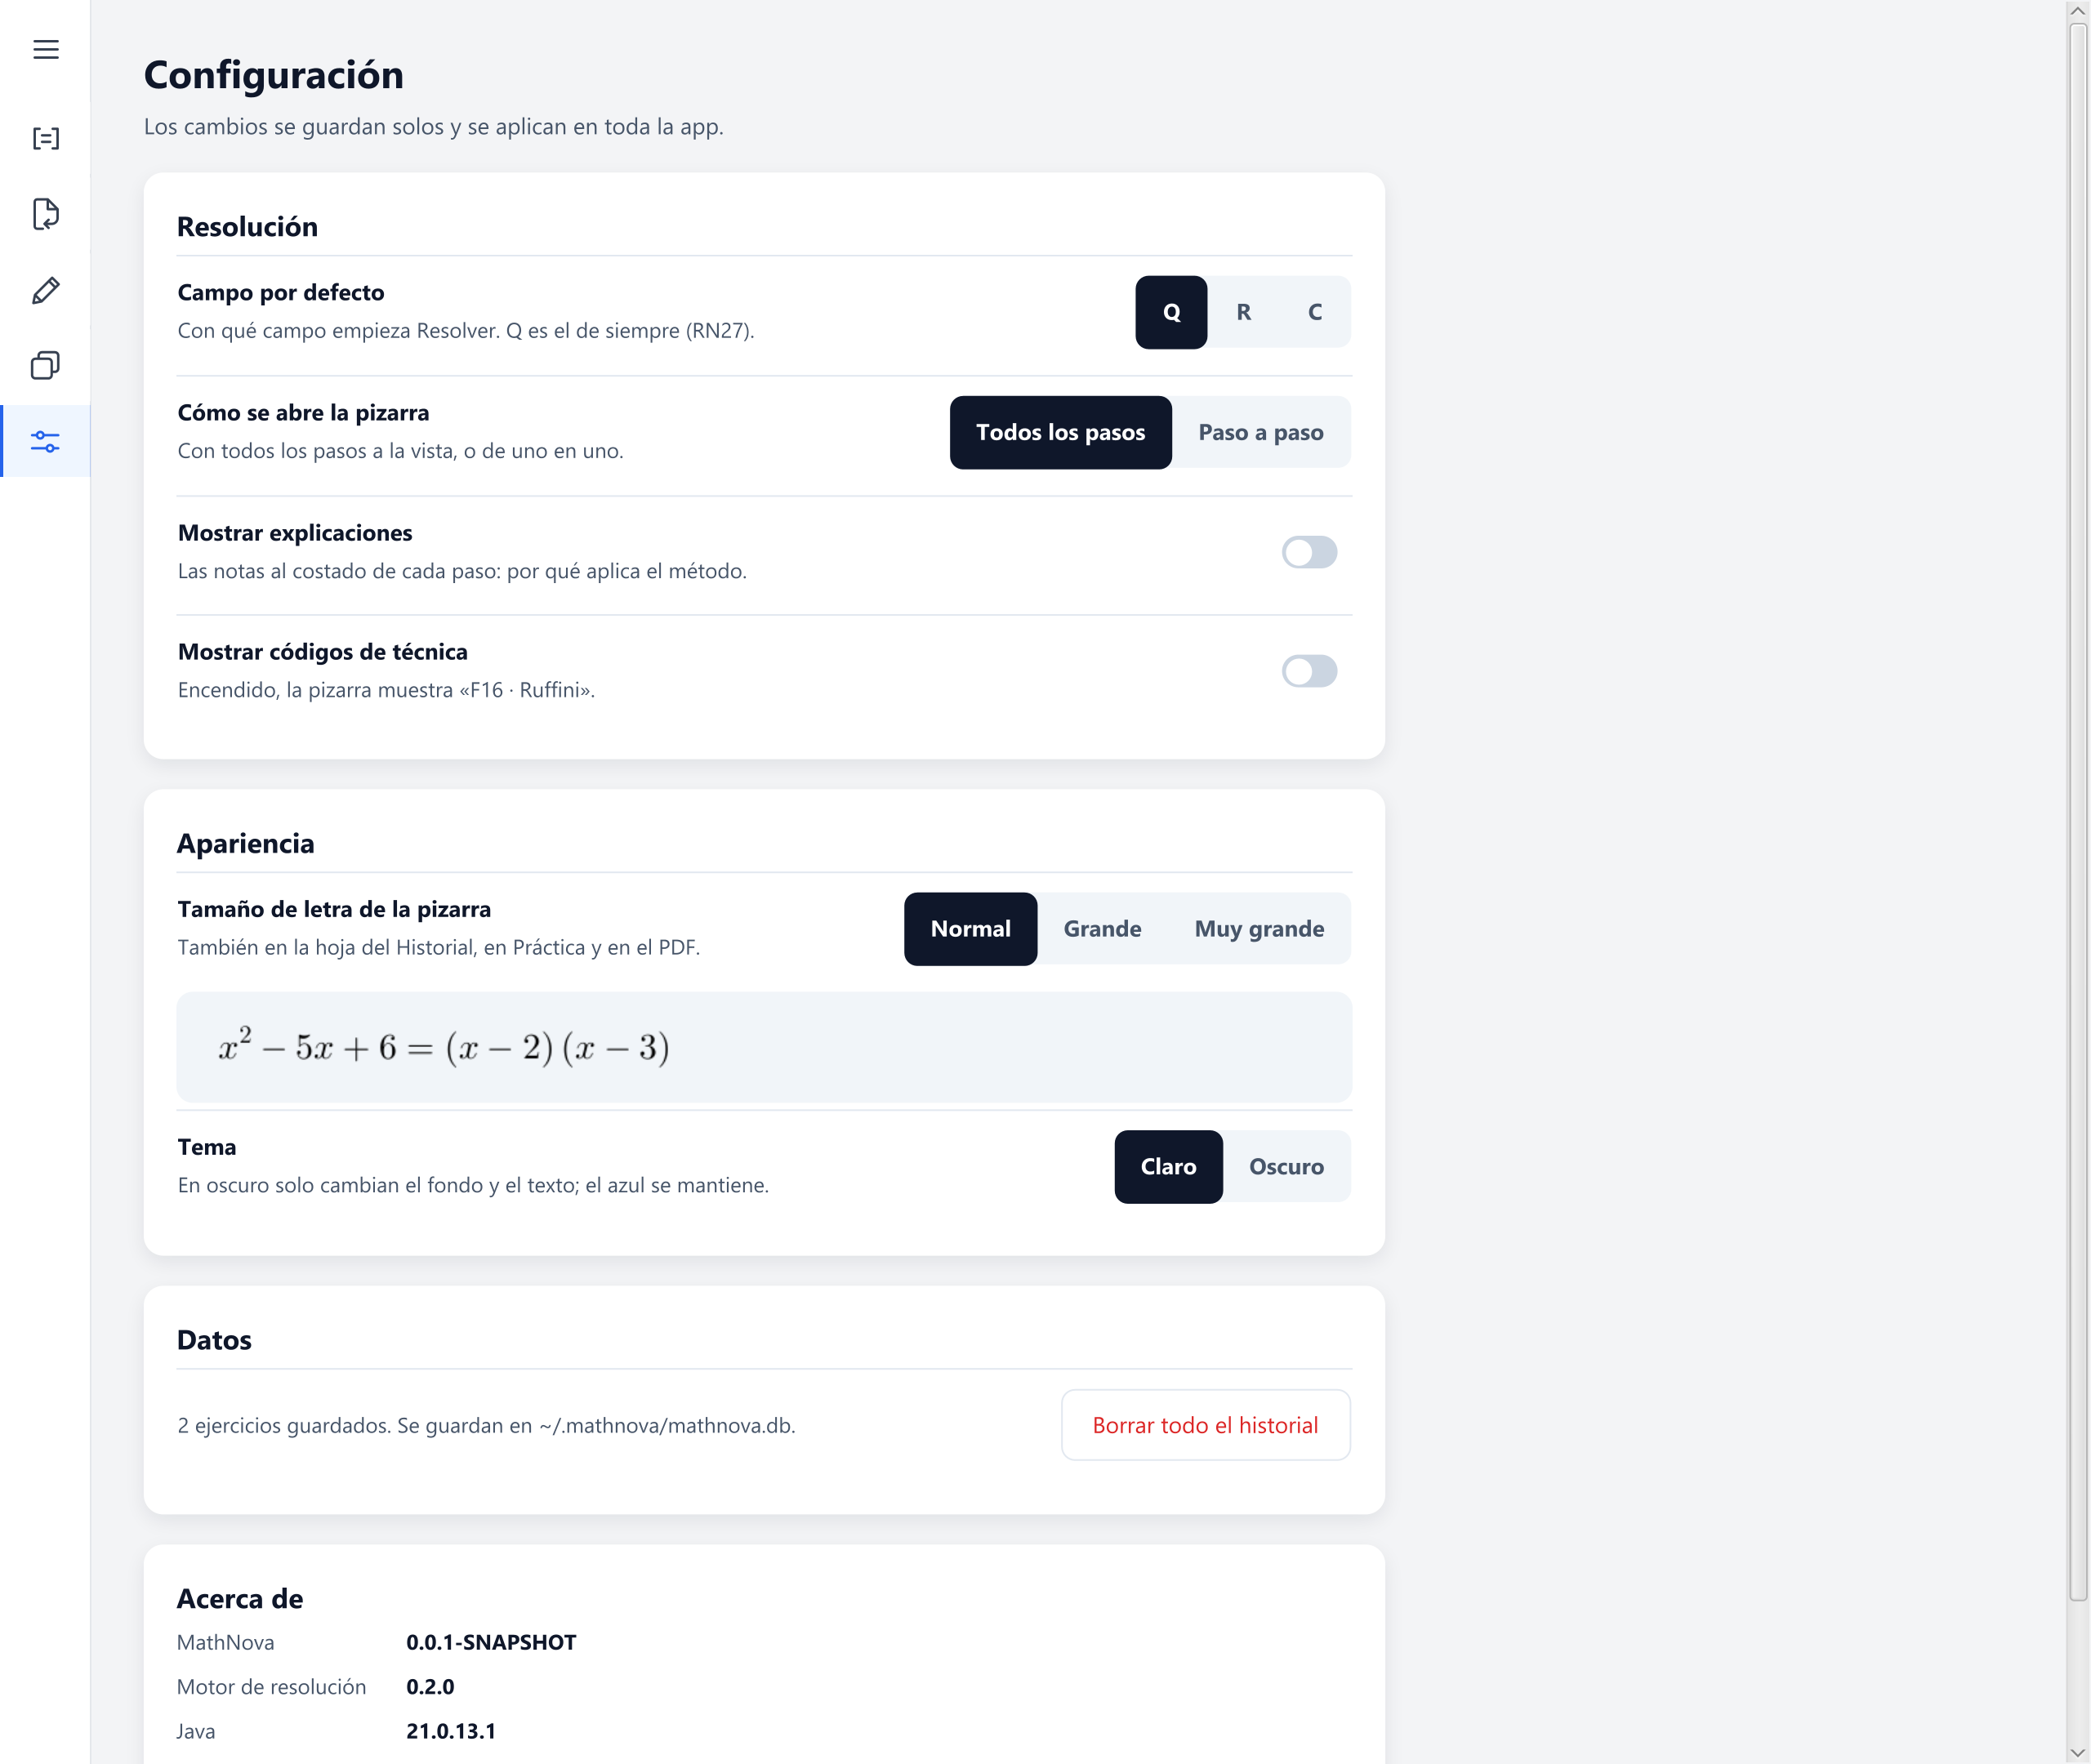 Configuración
Los cambios se guardan solos y se aplican en toda la app.
Resolución
Campo por defecto
Con qué campo empieza Resolver. Q es el de siempre (RN27).
Q R C
Cómo se abre la pizarra
Con todos los pasos a la vista, o de uno en uno.
Todos los pasos Paso a paso
Mostrar explicaciones
Las notas al costado de cada paso: por qué aplica el método.
Mostrar códigos de técnica
Encendido, la pizarra muestra «F16 · Ruffini».
Apariencia
Tamaño de letra de la pizarra
También en la hoja del Historial, en Práctica y en el PDF.
Normal Grande Muy grande
x² − 5x + 6 = (x − 2) (x − 3)
Tema
En oscuro solo cambian el fondo y el texto; el azul se mantiene.
Claro Oscuro
Datos
2 ejercicios guardados. Se guardan en ~/.mathnova/mathnova.db.
Borrar todo el historial
Acerca de
MathNova 0.0.1-SNAPSHOT
Motor de resolución 0.2.0
Java 21.0.13.1